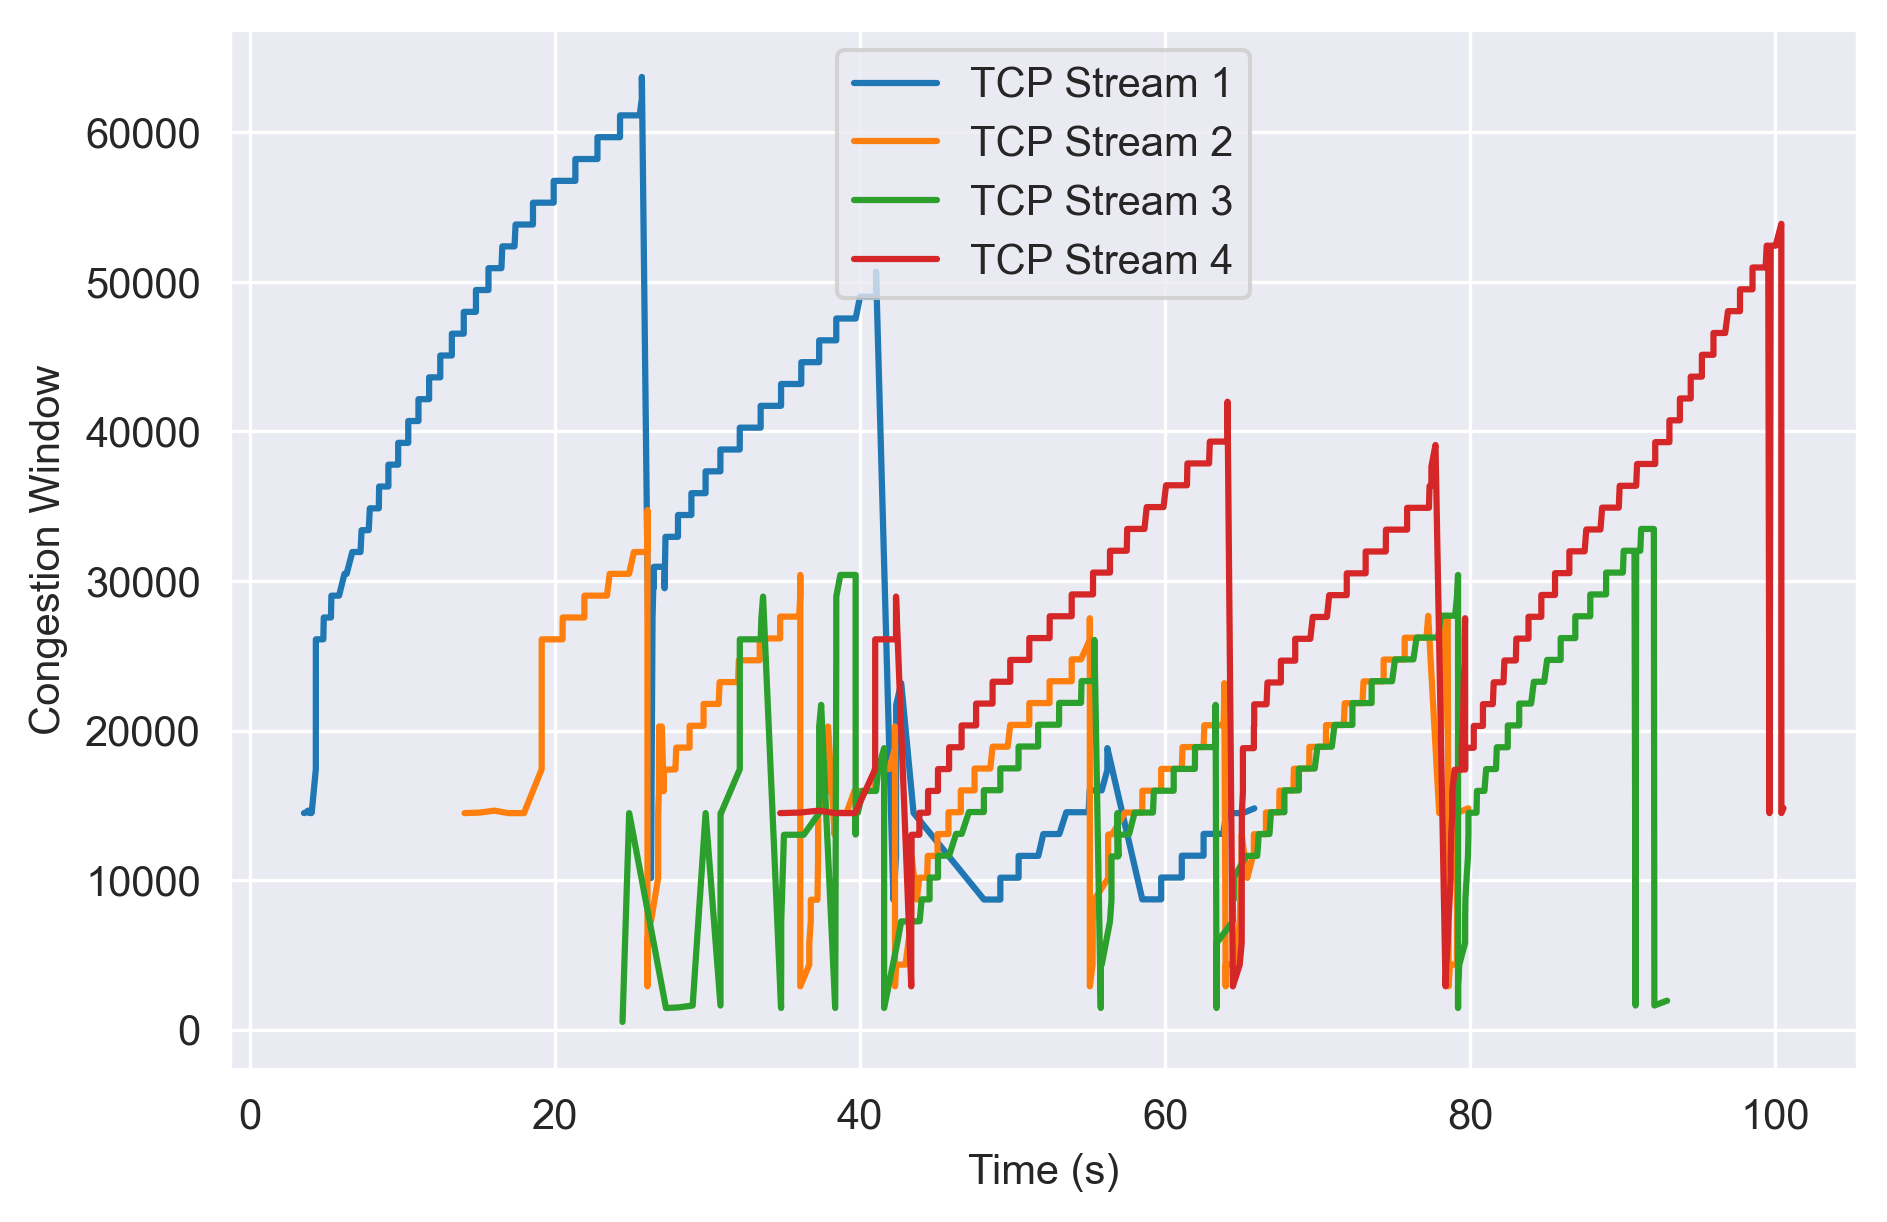 TCP Stream 1
TCP Stream 2
TCP Stream 3
TCP Stream 4
60000
50000
40000
30000
20000
10000
0
Congestion Window
0 20 40 60 80 100
Time (s)